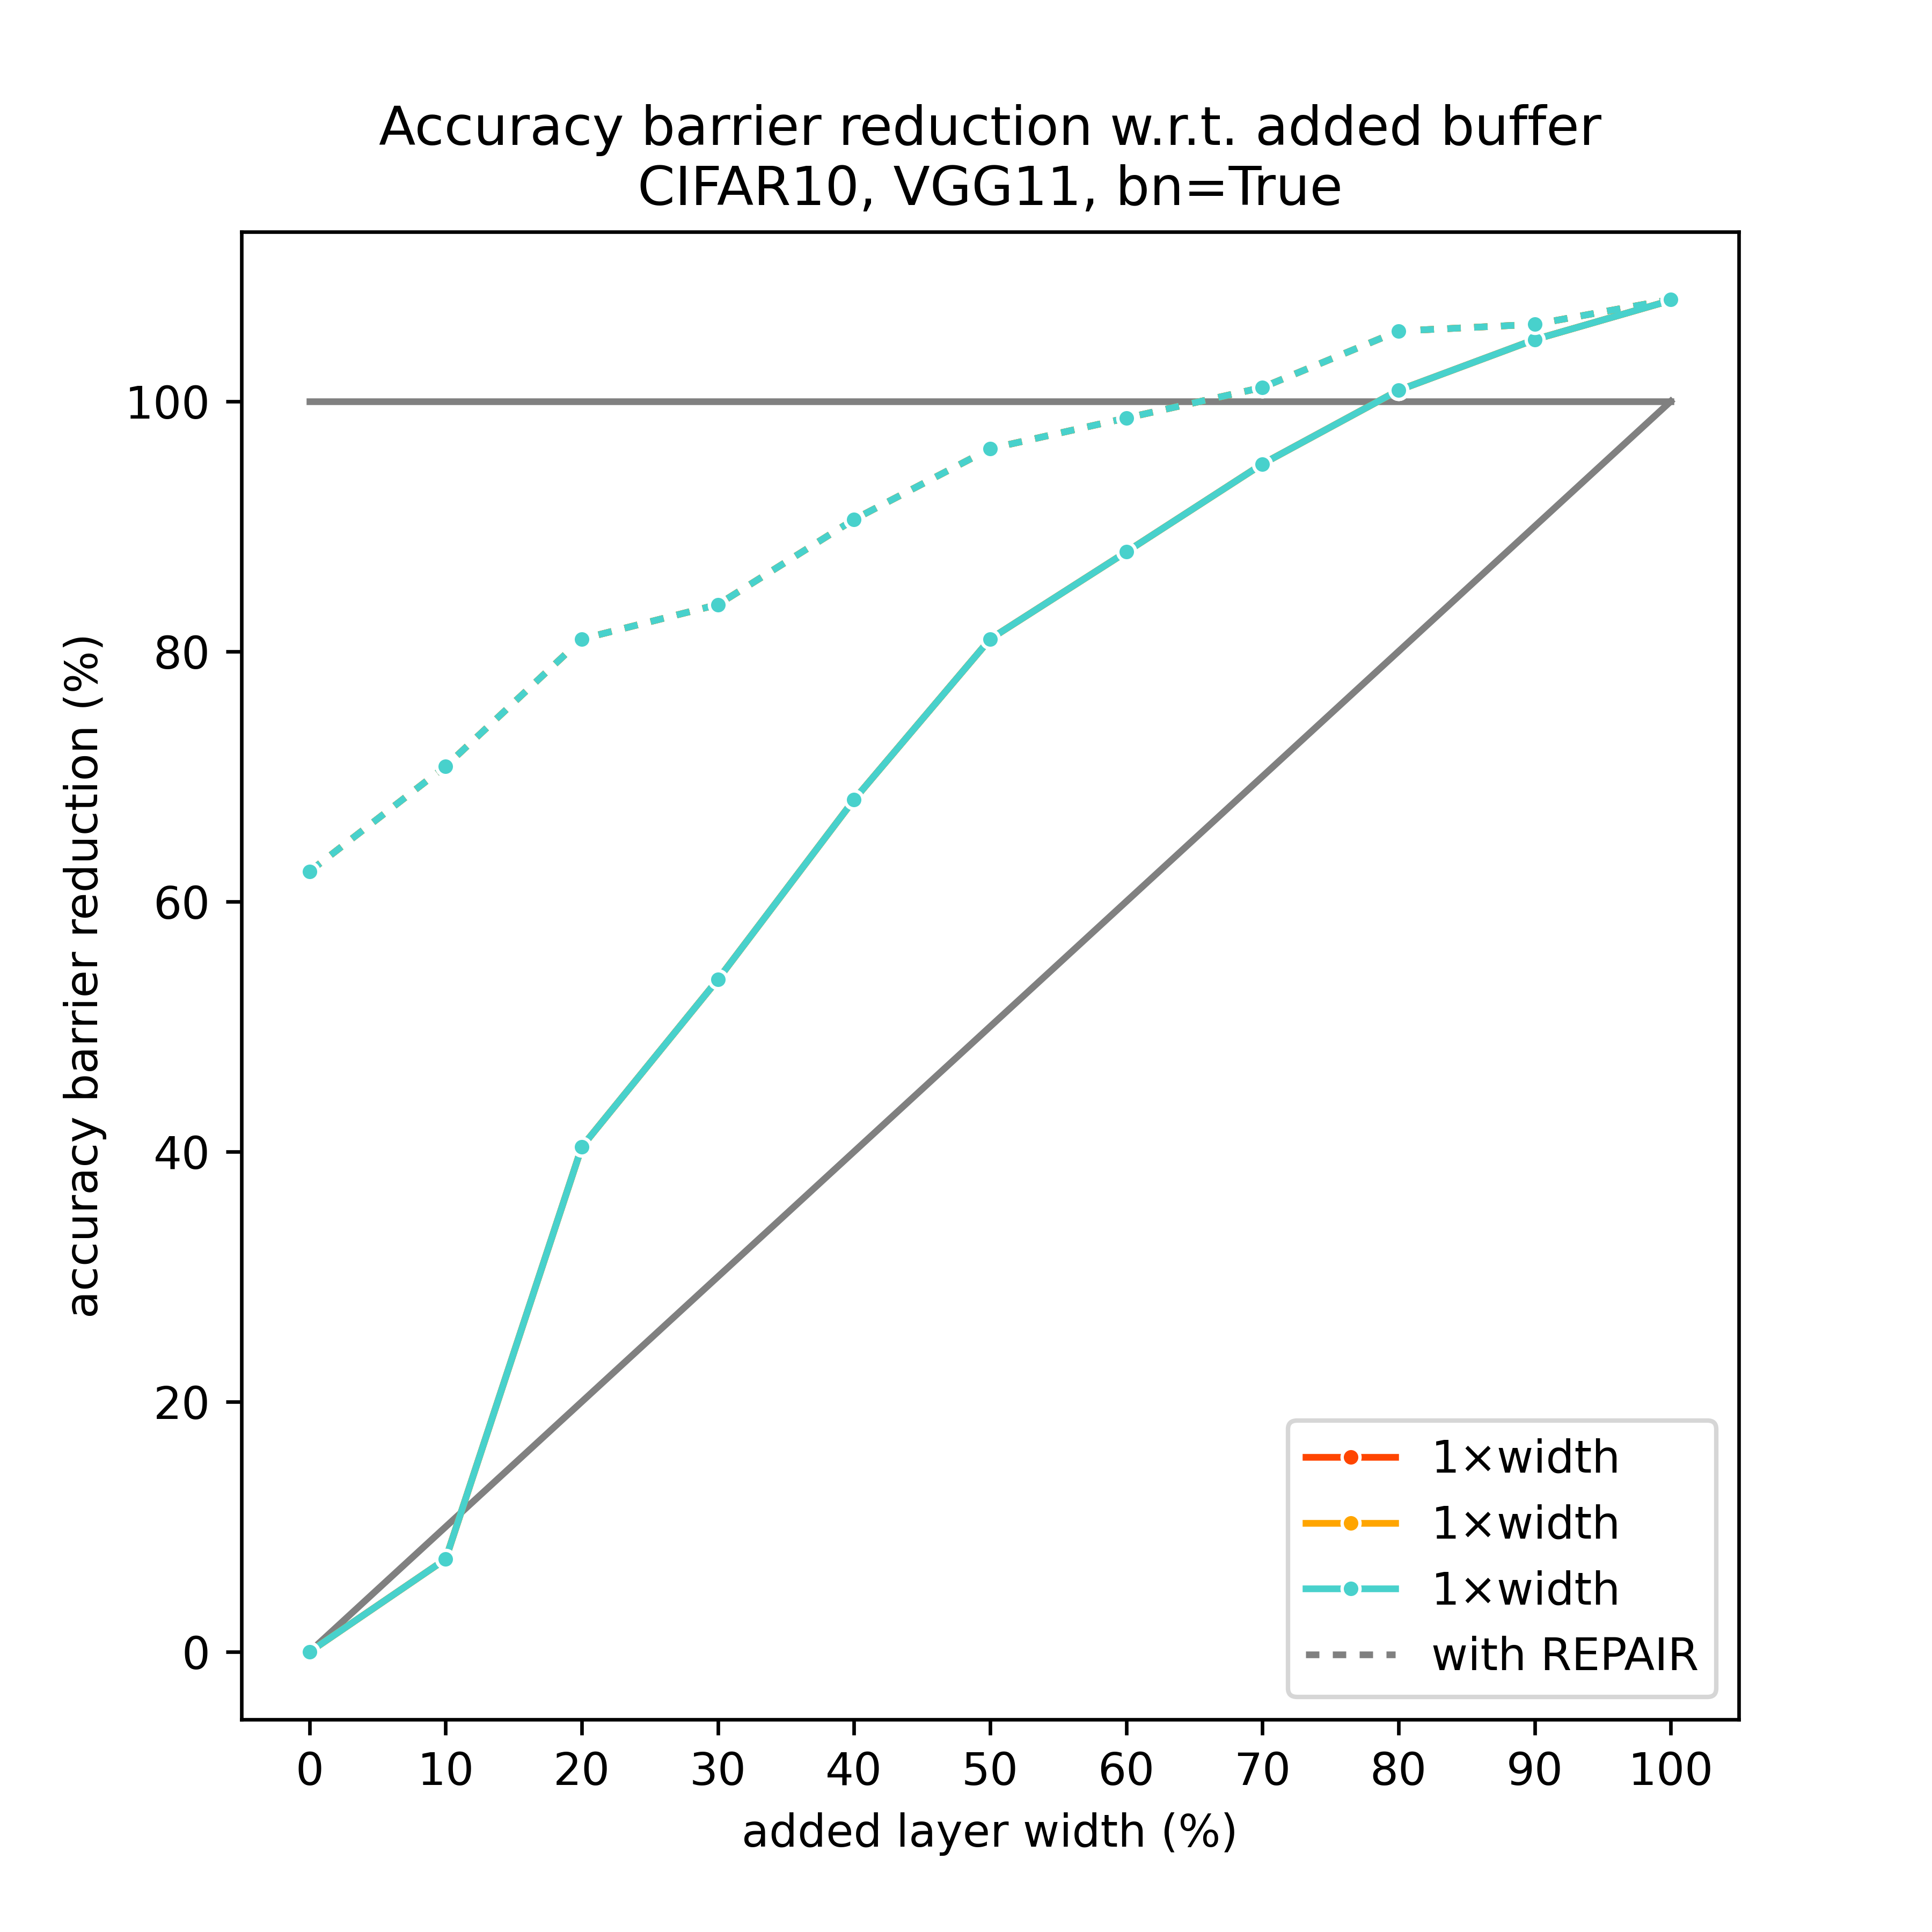 Accuracy barrier reduction w.r.t. added buffer
CIFAR10, VGG11, bn=True
accuracy barrier reduction (%)
100
80
60
40
20
0
1×width
1×width
1×width
with REPAIR
0 10 20 30 40 50 60 70 80 90 100
added layer width (%)